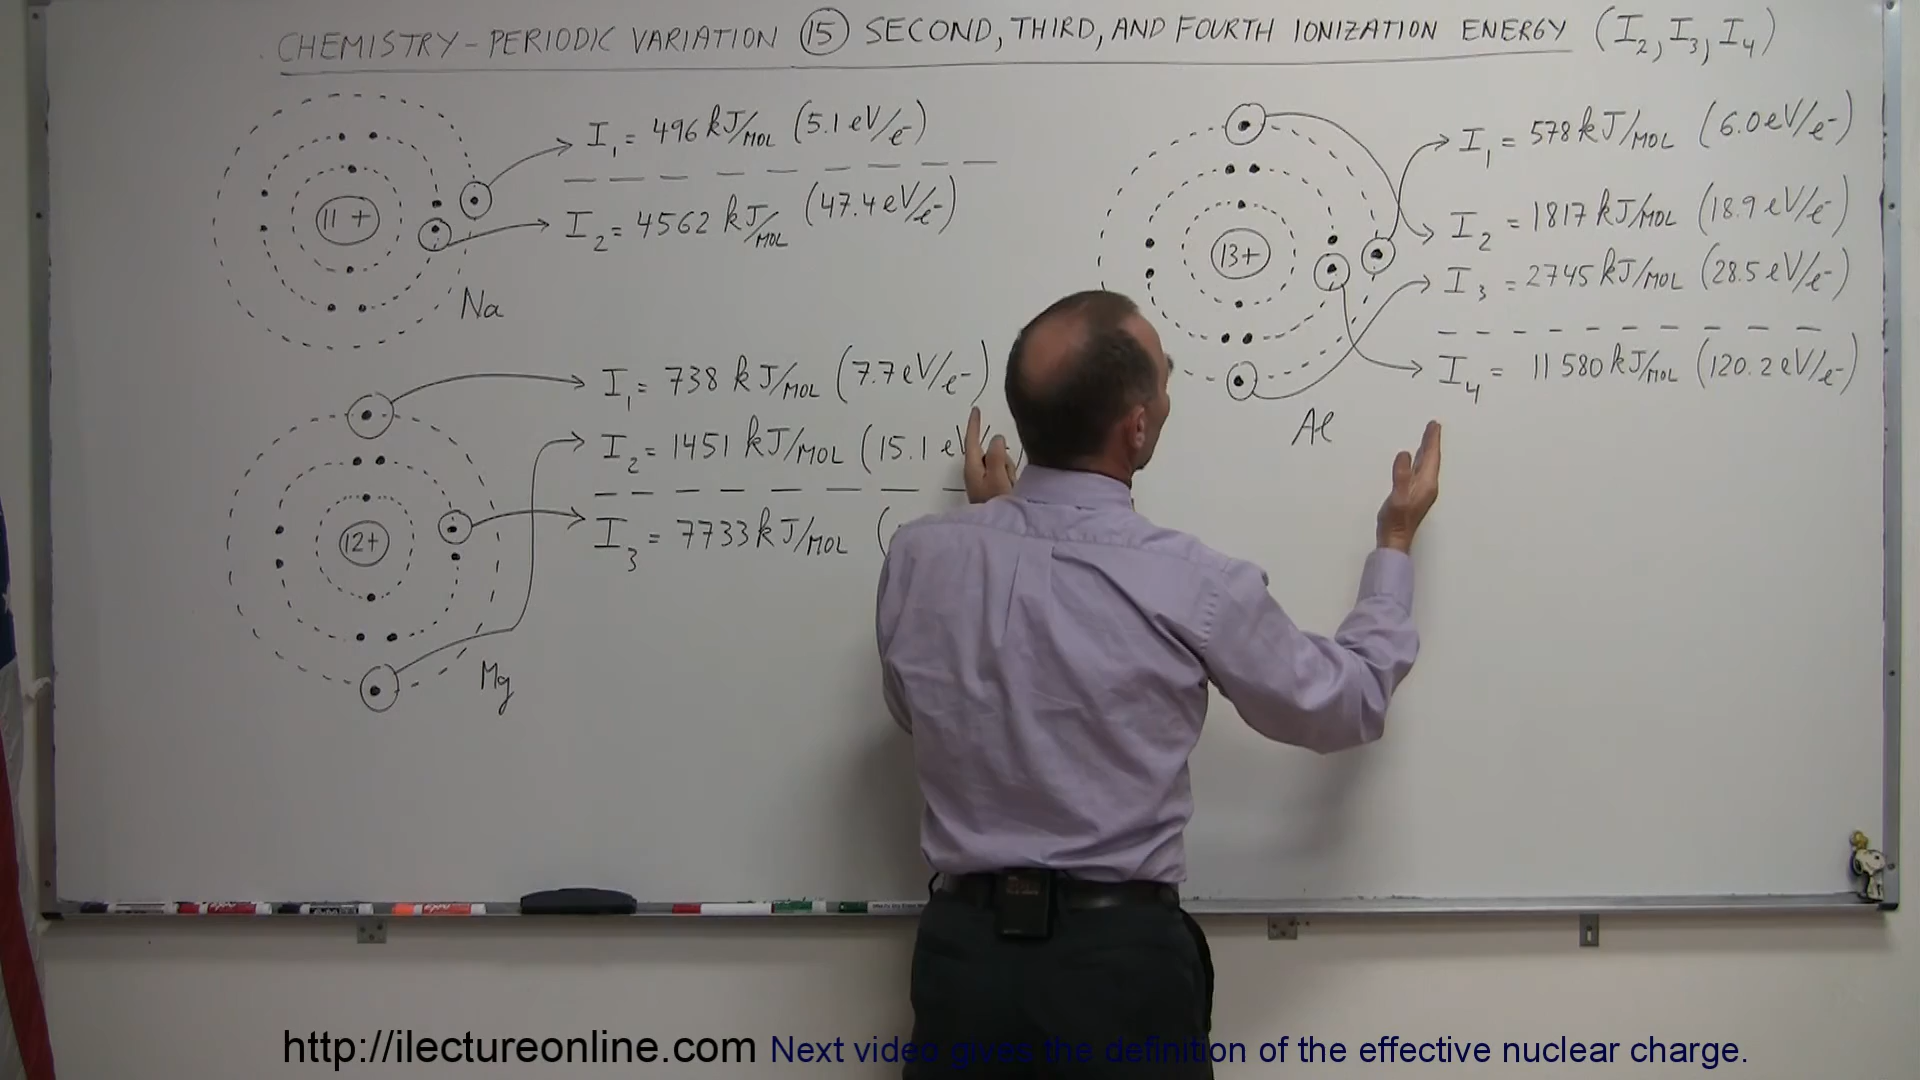 CHEMISTRY - PERIODIC VARIATION 15 SECOND, THIRD, AND FOURTH IONIZATION ENERGY (I2, I3, I4)
11 +
I1 = 496 kJ/MOL (5.1 eV/e-)
I2 = 4562 kJ/MOL (47.4 eV/e-)
Na
12+
I1 = 738 kJ/MOL (7.7 eV/e-)
I2 = 1451 kJ/MOL (15.1 eV/
I3 = 7733 kJ/MOL (
Mg
13+
I1 = 578 kJ/MOL (6.0 eV/e-)
I2 = 1817 kJ/MOL (18.9 eV/e-)
I3 = 2745 kJ/MOL (28.5 eV/e-)
I4 = 11 580 kJ/MOL (120.2 eV/e-)
Al
http://ilectureonline.com Next video gives the definition of the effective nuclear charge.